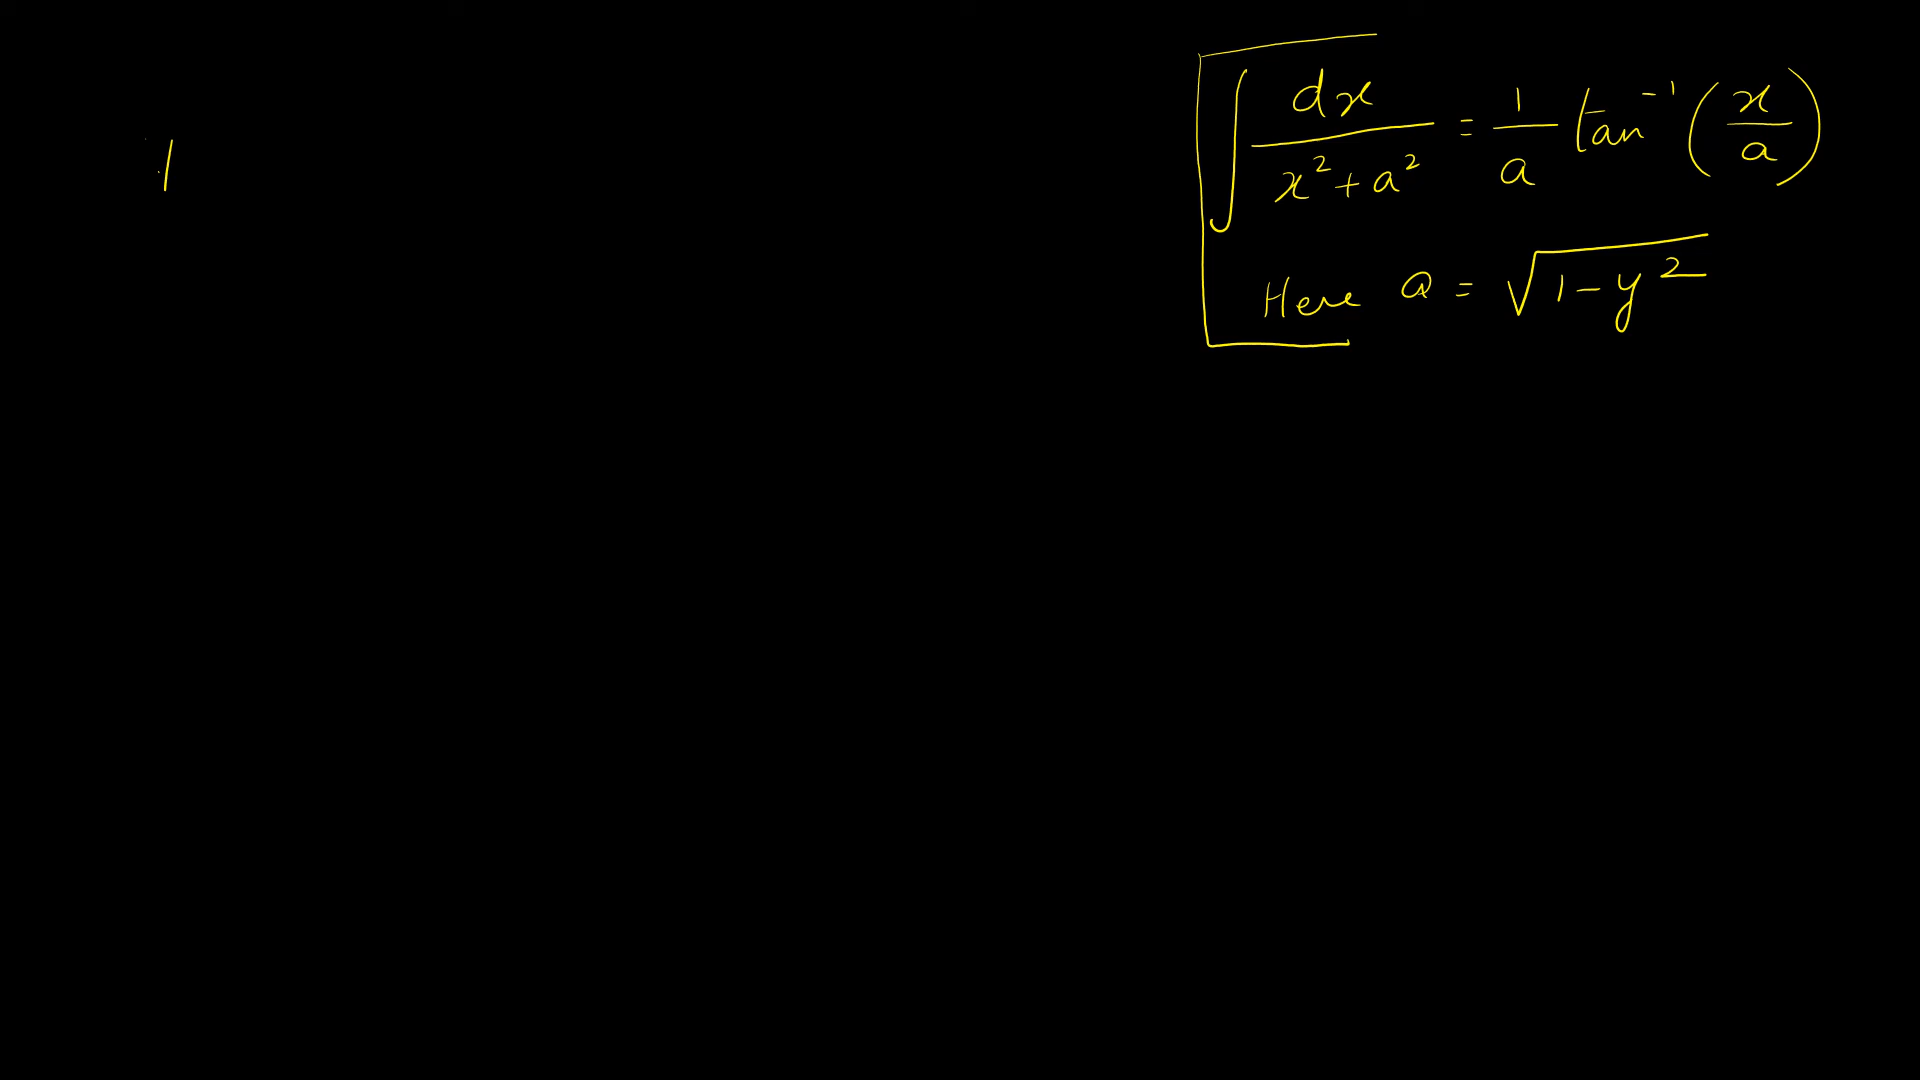 ∫ dx / (x² + a²) = 1/a tan⁻¹ (x/a)
Here a = √(1 - y²)